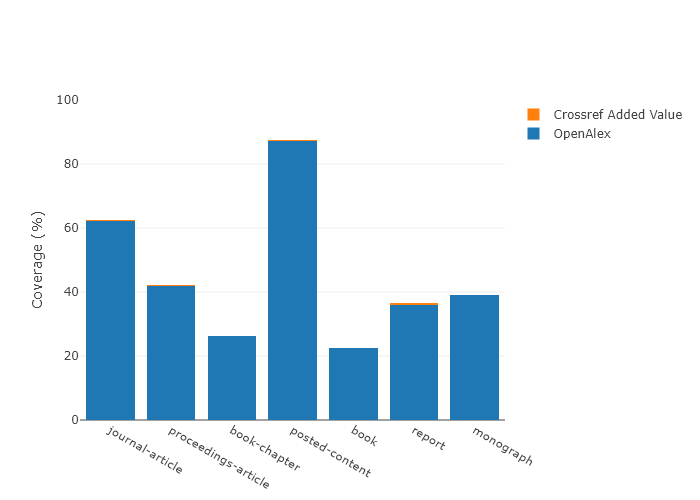 100
80
60
40
20
0
Coverage (%)
journal-article
proceedings-article
book-chapter
posted-content
book
report
monograph
Crossref Added Value
OpenAlex